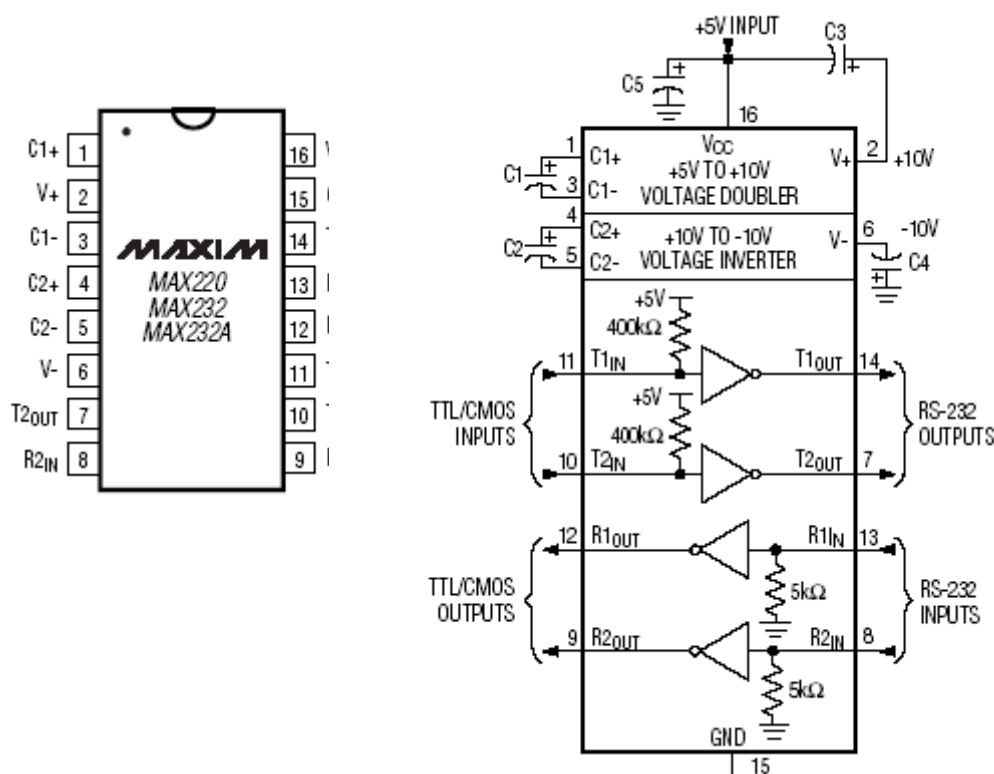 C1+ 1
V+ 2
C1- 3
C2+ 4
C2- 5
V- 6
T2OUT 7
R2IN 8
16
15
14
13
12
11
10
9
MAXIM
MAX220
MAX232
MAX232A
+5V INPUT
C3
C5
16
VCC
+5V TO +10V
VOLTAGE DOUBLER
1 C1+
C1
3 C1-
V+ 2 +10V
4 C2+
C2
5 C2-
+10V TO -10V
VOLTAGE INVERTER
V- 6 -10V
C4
+5V
400kΩ
11 T1IN
T1OUT 14
+5V
400kΩ
10 T2IN
T2OUT 7
TTL/CMOS
INPUTS
RS-232
OUTPUTS
12 R1OUT
R1IN 13
5kΩ
9 R2OUT
R2IN 8
5kΩ
TTL/CMOS
OUTPUTS
RS-232
INPUTS
GND
15